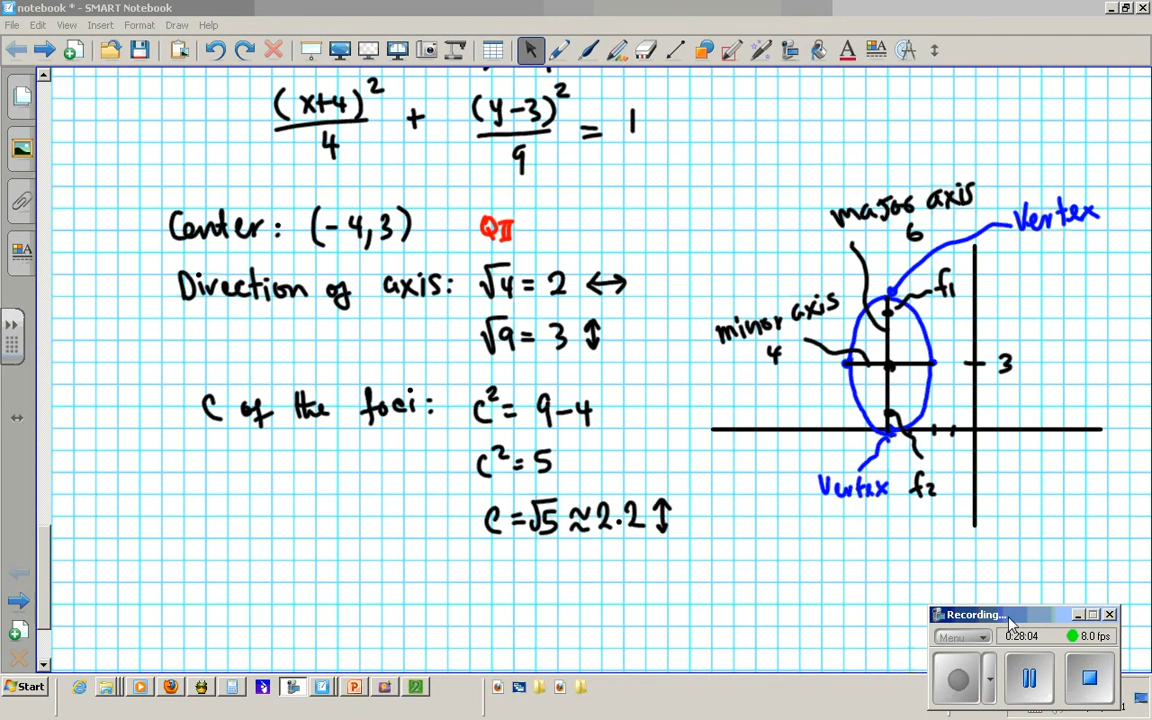 notebook * - SMART Notebook
File Edit View Insert Format Draw Help
(x+4)² / 4 + (y-3)² / 9 = 1
Center: (-4,3) QII
Direction of axis: √4 = 2 ↔
√9 = 3 ↕
C of the foci: c² = 9-4
c² = 5
c = √5 ≈ 2.2 ↕
major axis
6
Vertex
f1
minor axis
4
3
Vertex
f2
Recording...
Menu 0:28:04 8.0 fps
Start